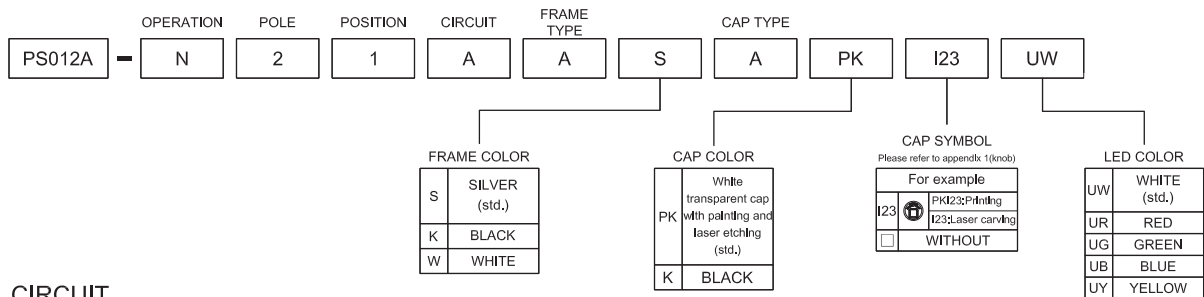 OPERATION POLE POSITION CIRCUIT FRAME TYPE CAP TYPE
PS012A - N 2 1 A A S A PK I23 UW
FRAME COLOR
S SILVER (std.)
K BLACK
W WHITE
CAP COLOR
PK White transparent cap with painting and laser etching (std.)
K BLACK
CAP SYMBOL
Please refer to appendix 1(knob)
For example
I23 PKI23:Printing
I23:Laser carving
□ WITHOUT
LED COLOR
UW WHITE (std.)
UR RED
UG GREEN
UB BLUE
UY YELLOW
CIRCUIT